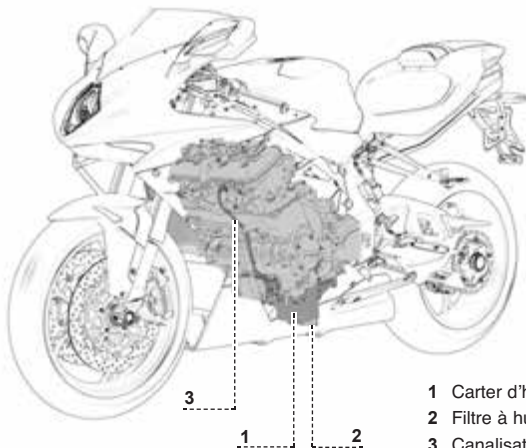 3
1
2
1 Carter d'h
2 Filtre à hu
3 Canalisat